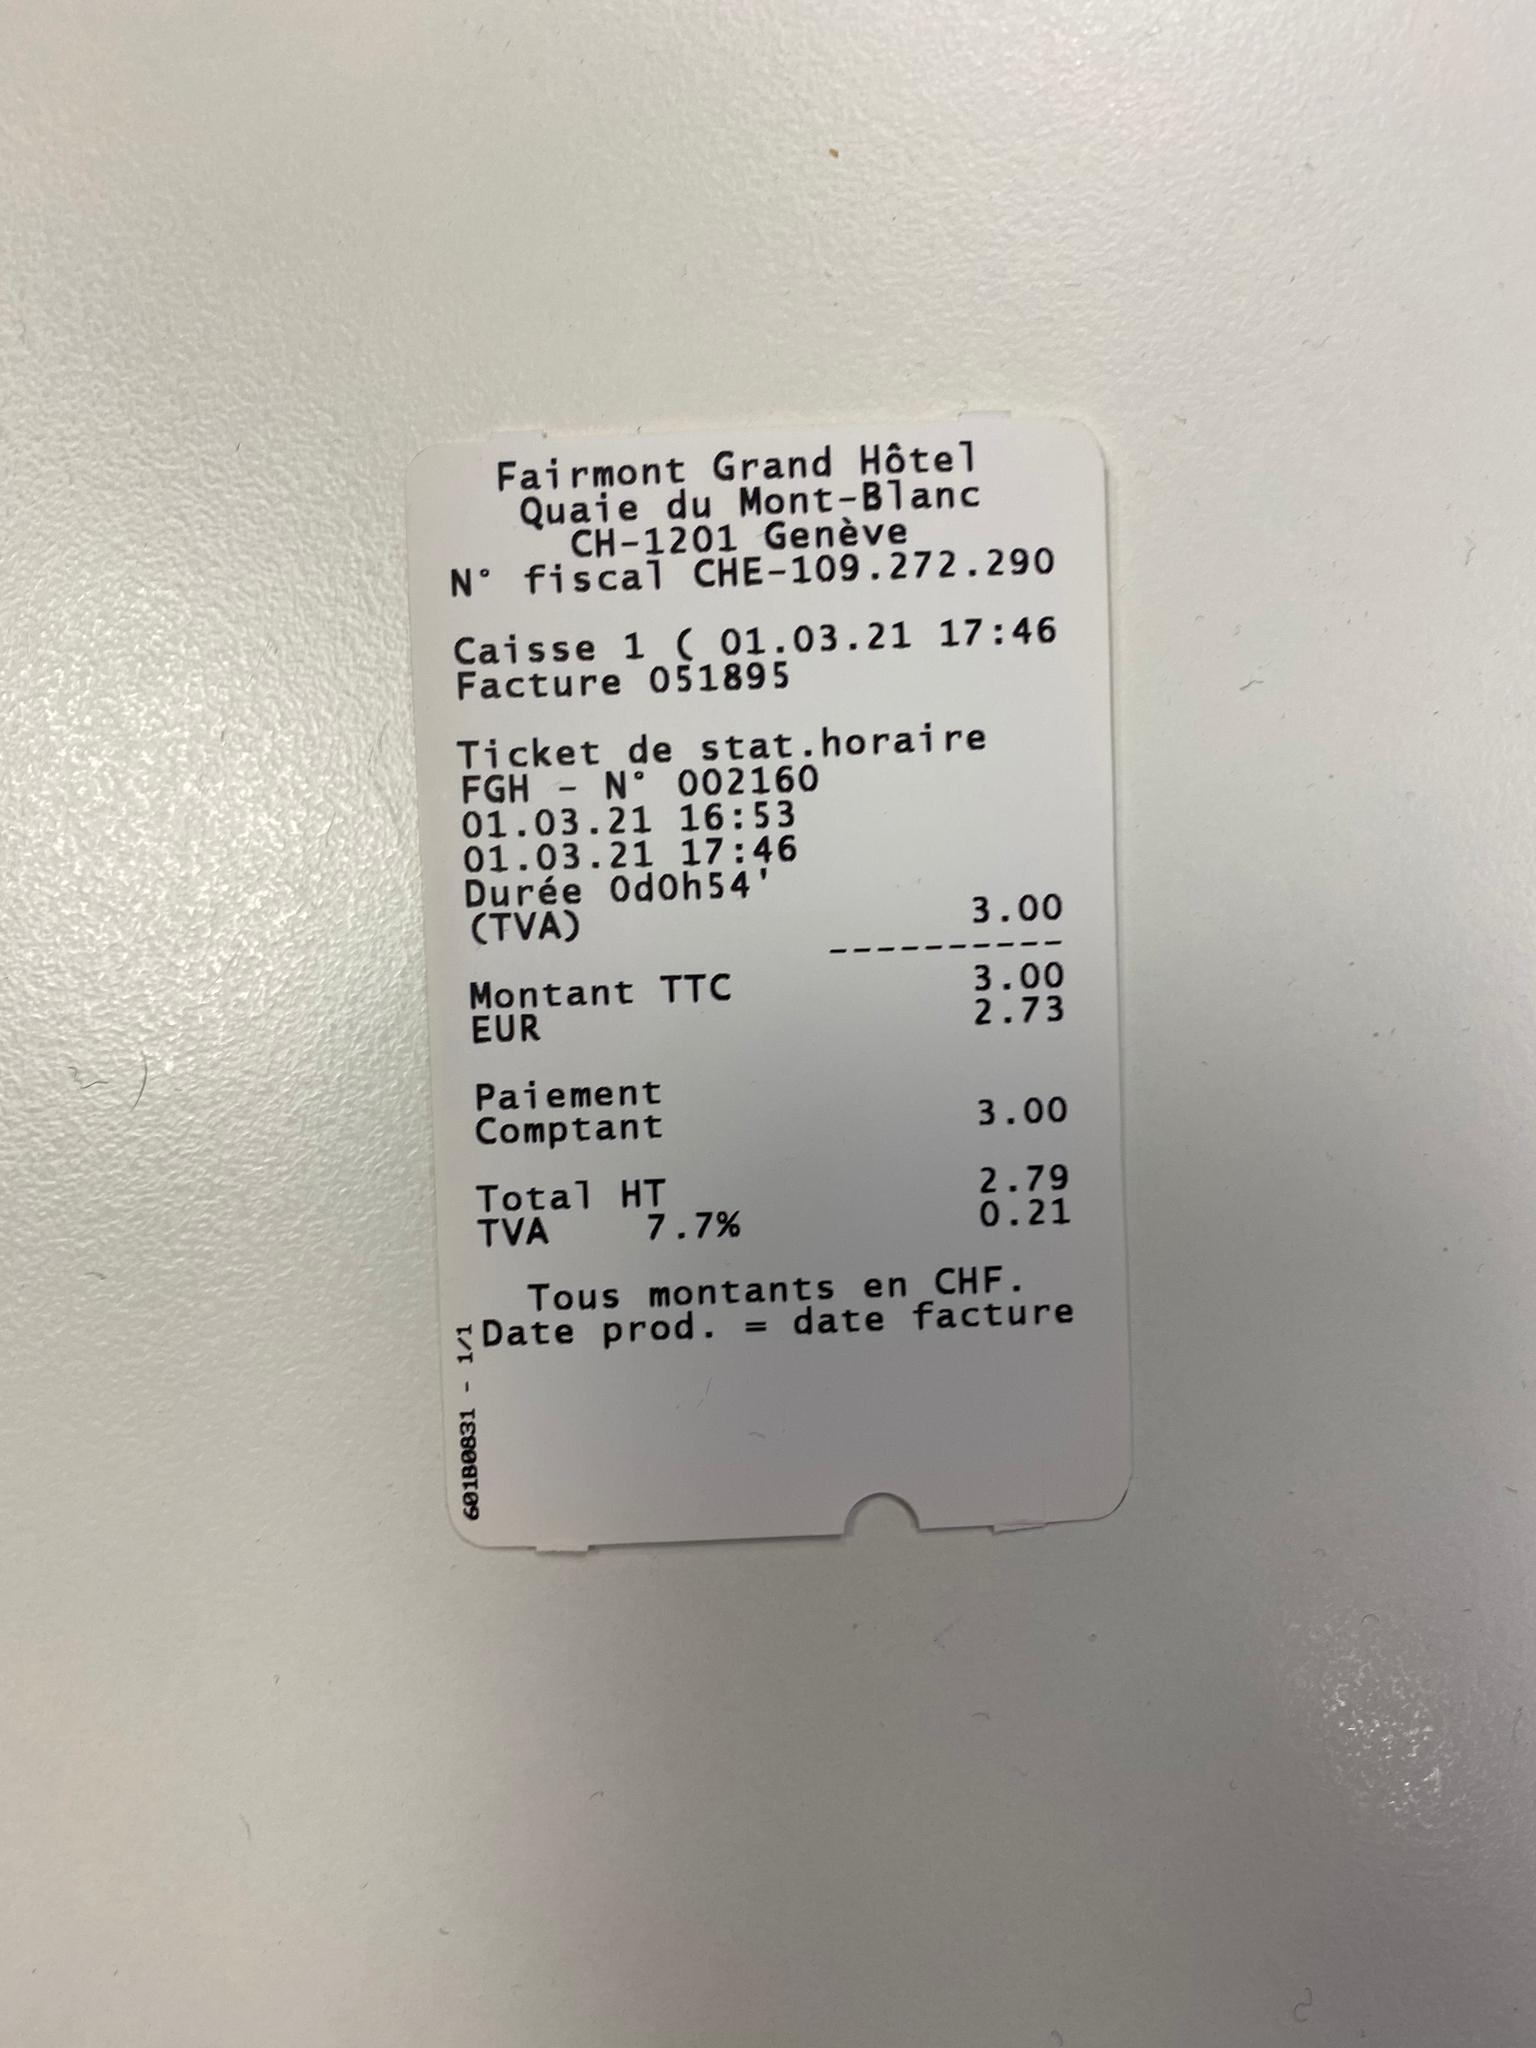 Fairmont Grand Hôtel
Quaie du Mont-Blanc
CH-1201 Genève
N° fiscal CHE-109.272.290
Caisse 1 ( 01.03.21 17:46
Facture 051895
Ticket de stat.horaire
FGH - N° 002160
01.03.21 16:53
01.03.21 17:46
Durée 0d0h54'
(TVA) 3.00
----------
Montant TTC 3.00
EUR 2.73
Paiement
Comptant 3.00
Total HT 2.79
TVA 7.7% 0.21
Tous montants en CHF.
Date prod. = date facture
601B0831 - 1/1